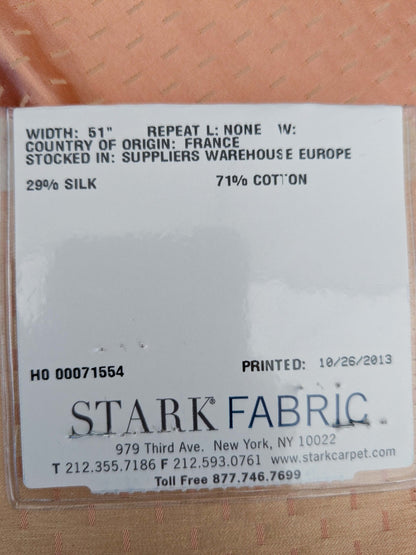 WIDTH: 51" REPEAT L: NONE W:
COUNTRY OF ORIGIN: FRANCE
STOCKED IN: SUPPLIERS WAREHOUSE EUROPE
29% SILK 71% COTTON
HO 00071554 PRINTED: 10/26/2013
STARK® FABRIC
979 Third Ave. New York, NY 10022
T 212.355.7186 F 212.593.0761 www.starkcarpet.com
Toll Free 877.746.7699